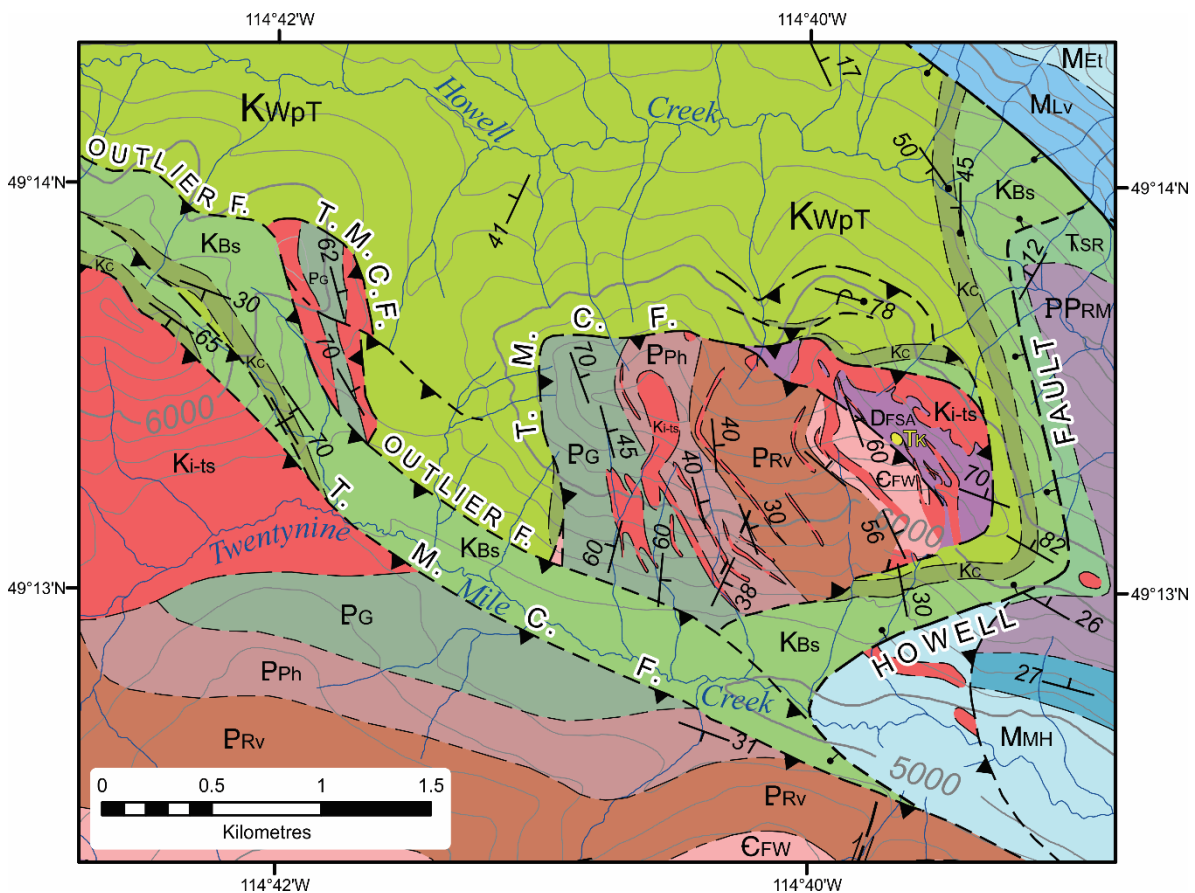 114°42'W
114°40'W
MEt
17
MLv
KWpT
Howell
Creek
50
45
49°14'N
49°14'N
OUTLIER F.
KBs
KWpT
TSR
T. M. C. F.
41
KBs
62
12
Kc
PG
Kc
PPRM
30
78
T. M. C. F.
65
Kc
70
PPh
Kc
FAULT
6000
70
DFSA
Ki-ts
Ki-ts
TK
Ki-ts
70
45
40
PRv
60
PG
ЄFW
70
40
OUTLIER F.
30
6000
Twentynine
56
82
T. M. C. F.
KBs
60
60
Kc
38
49°13'N
30
49°13'N
Mile
26
PG
KBs
HOWELL
PPh
Creek
27
31
MMH
PRv
5000
0 0.5 1 1.5
Kilometres
PRv
ЄFW
114°42'W
114°40'W